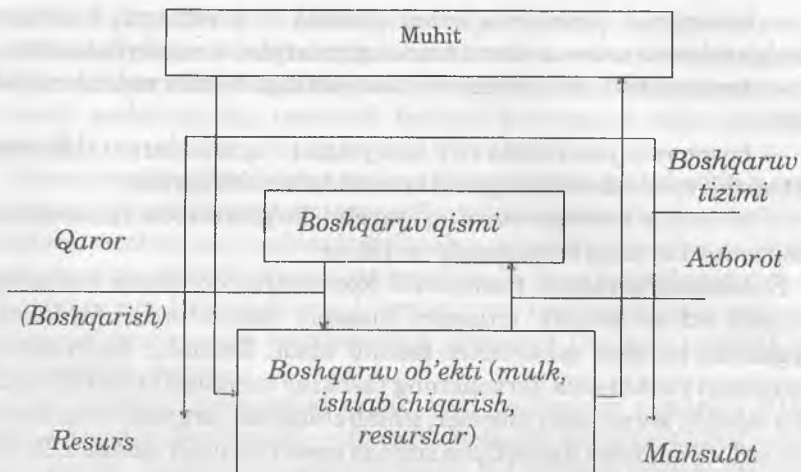 Muhit
Boshqaruv
tizimi
Boshqaruv qismi
Qaror
Axborot
(Boshqarish)
Boshqaruv ob'ekti (mulk,
ishlab chiqarish,
resurslar)
Resurs
Mahsulot